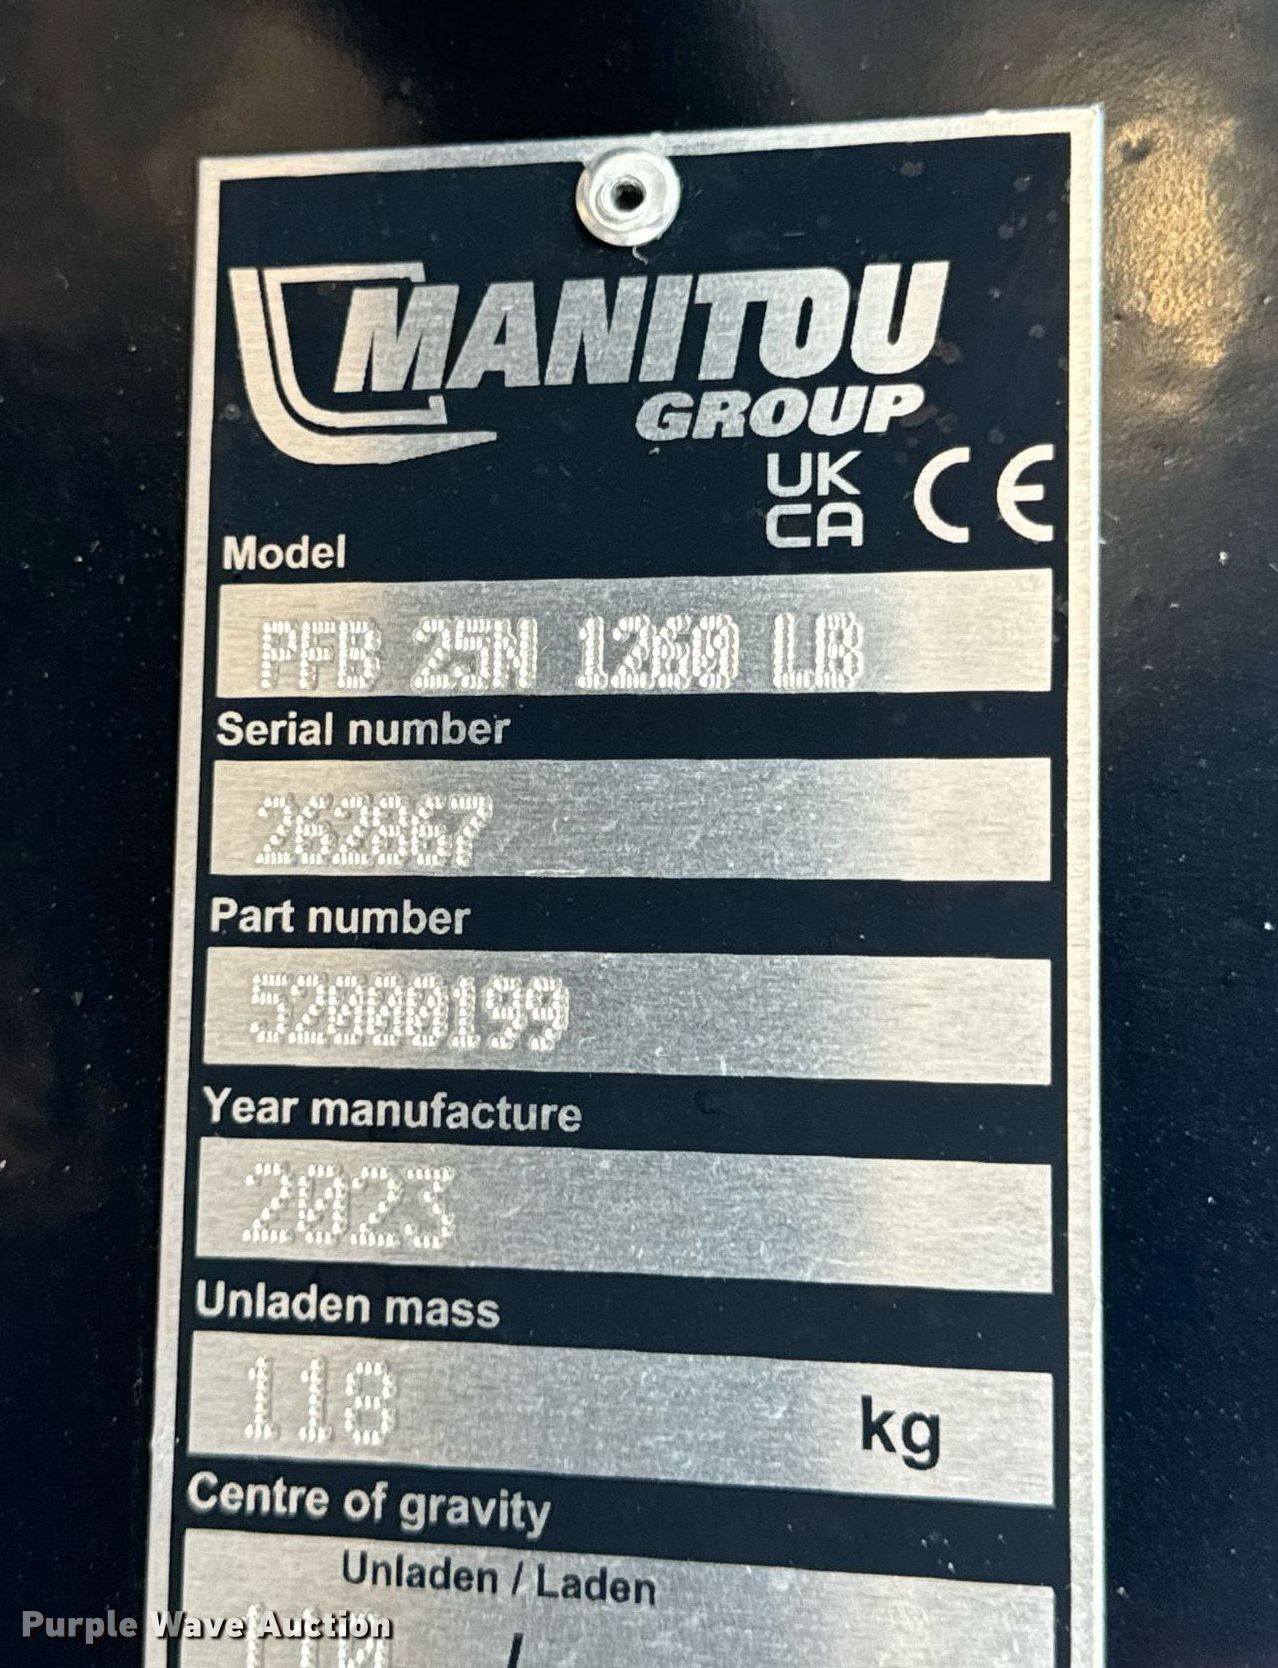 MANITOU
GROUP
UK
CA CE
Model
PFB 25N 1260 LB
Serial number
262867
Part number
52000199
Year manufacture
2023
Unladen mass
118 kg
Centre of gravity
Unladen / Laden
110 /
Purple Wave Auction